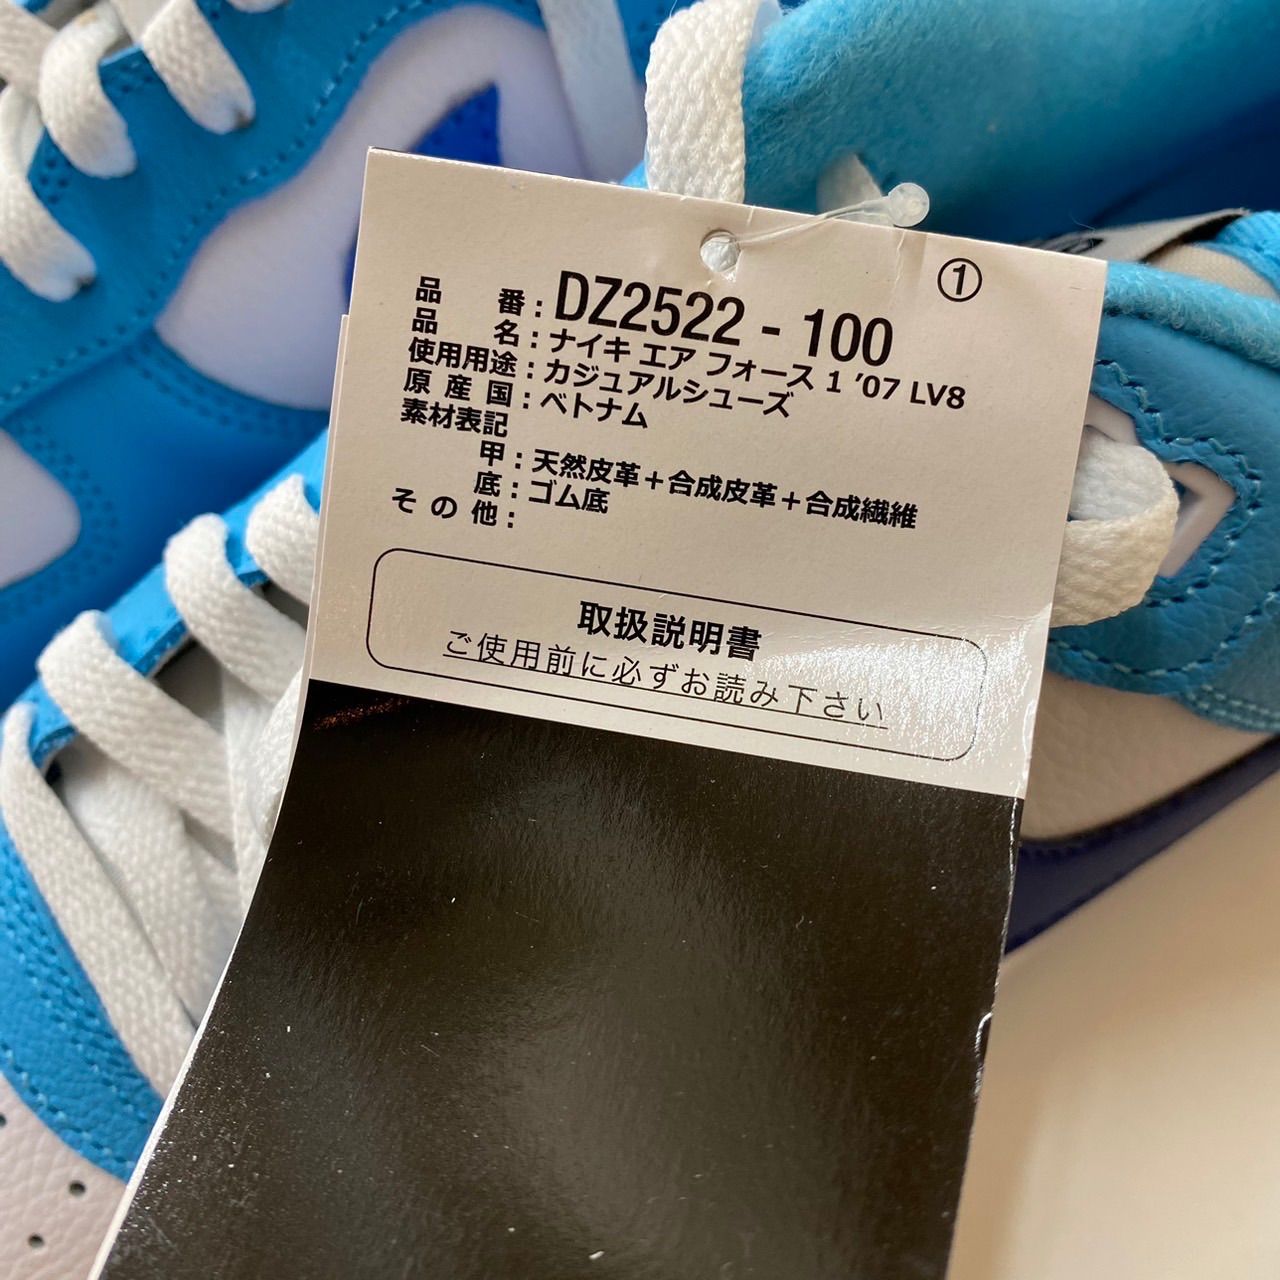 ①
品番:DZ2522-100
品名:ナイキ エア フォース 1 '07 LV8
使用用途:カジュアルシューズ
原産国:ベトナム
素材表記
甲:天然皮革+合成皮革+合成繊維
底:ゴム底
その他:
取扱説明書
ご使用前に必ずお読み下さい